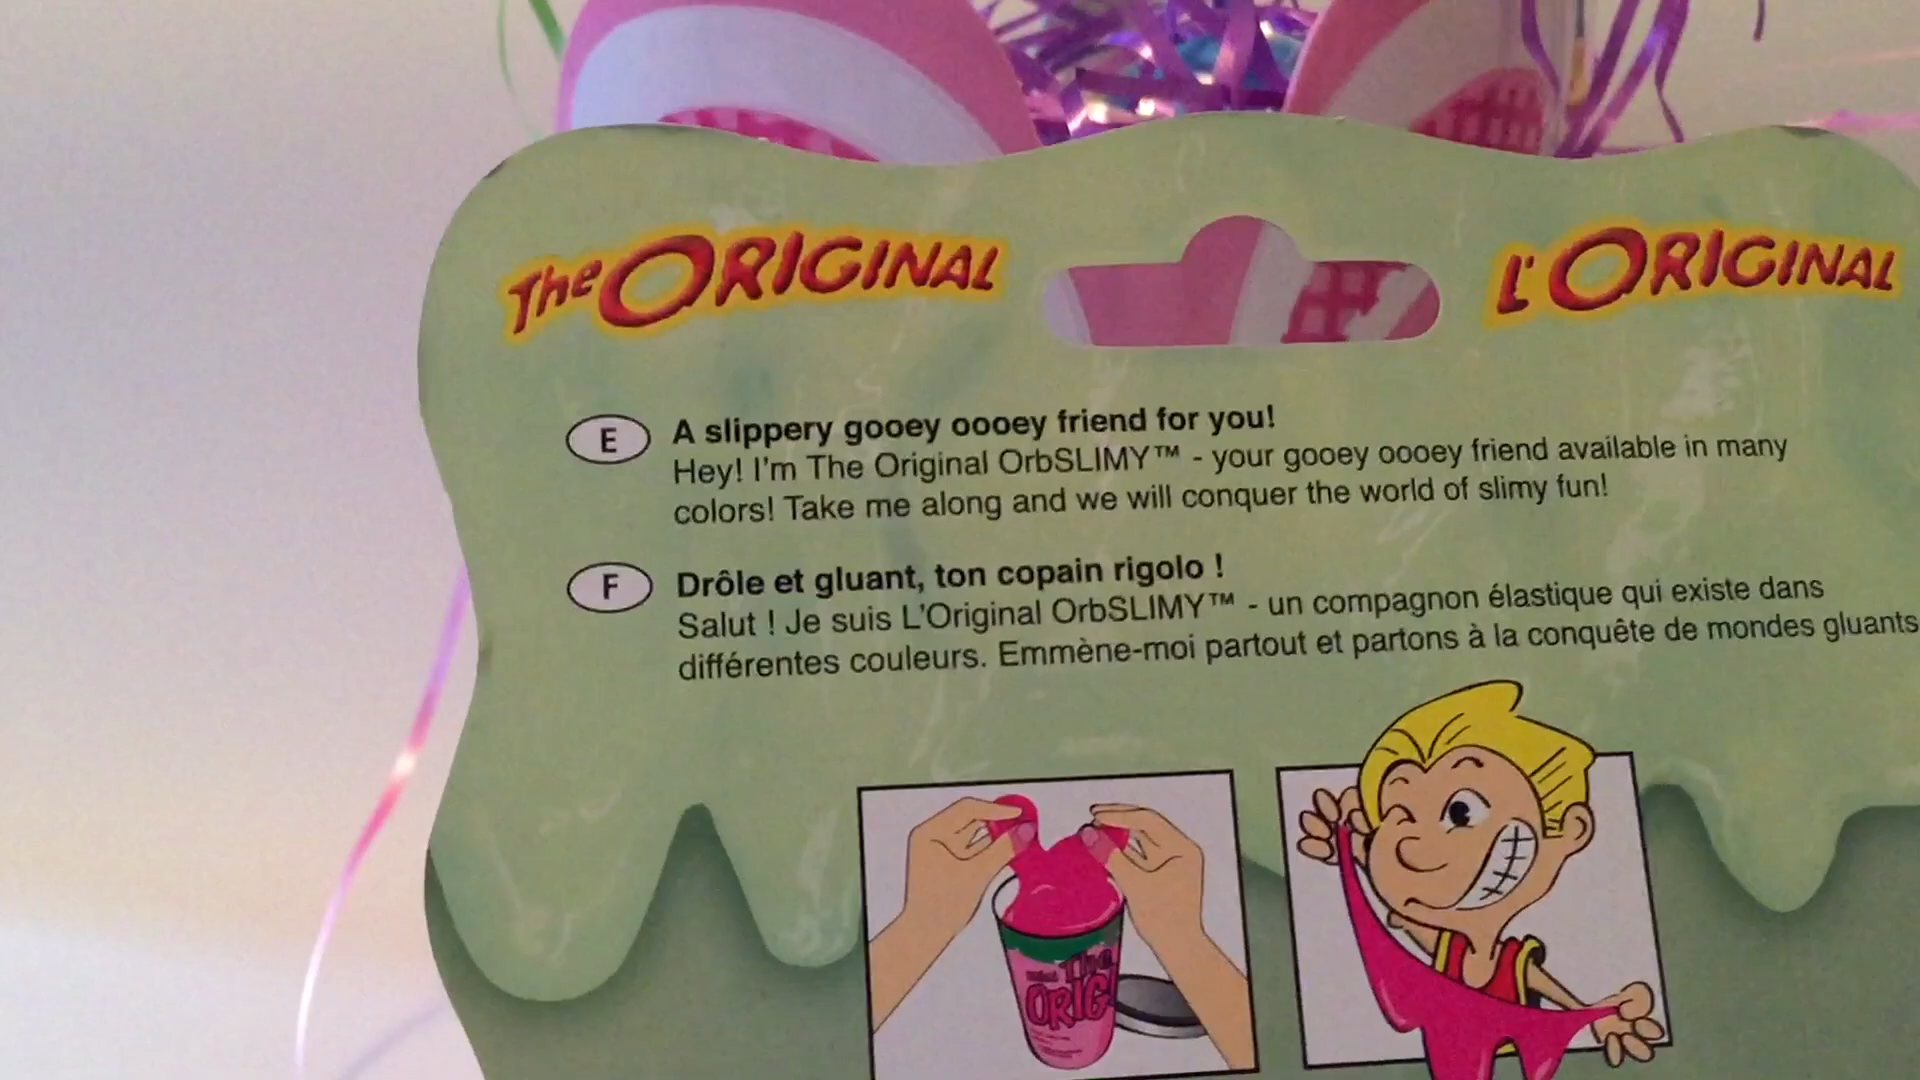 The ORIGINAL
L'ORIGINAL
E
A slippery gooey oooey friend for you!
Hey! I'm The Original OrbSLIMY™ - your gooey oooey friend available in many
colors! Take me along and we will conquer the world of slimy fun!
F
Drôle et gluant, ton copain rigolo !
Salut ! Je suis L'Original OrbSLIMY™ - un compagnon élastique qui existe dans
différentes couleurs. Emmène-moi partout et partons à la conquête de mondes gluants
The
ORIG